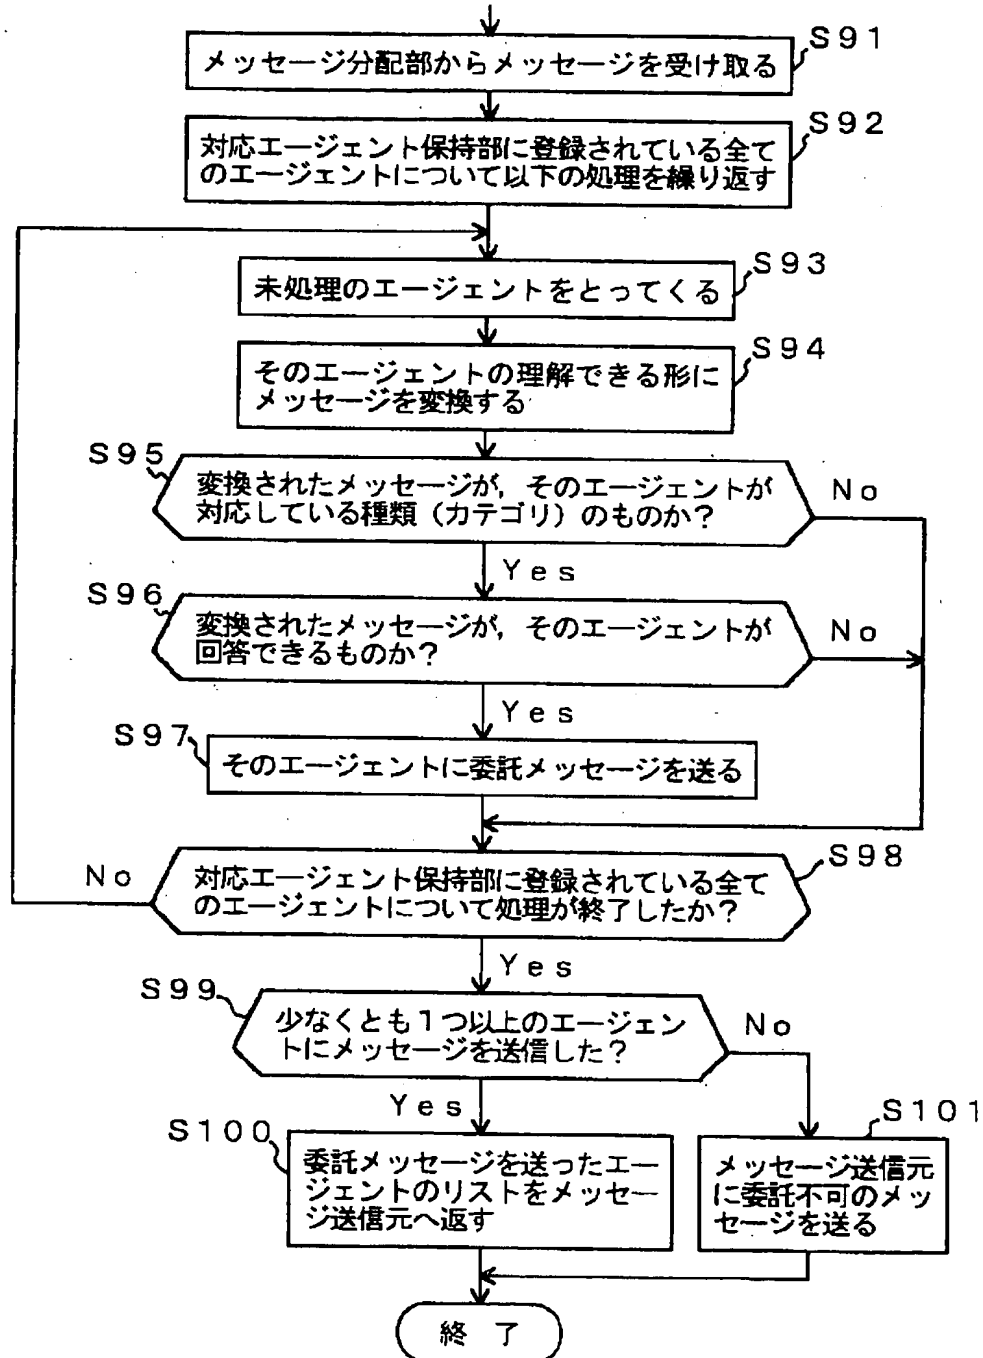 S91
メッセージ分配部からメッセージを受け取る
S92
対応エージェント保持部に登録されている全て
のエージェントについて以下の処理を繰り返す
S93
未処理のエージェントをとってくる
S94
そのエージェントの理解できる形に
メッセージを変換する
S95
変換されたメッセージが,そのエージェントが
対応している種類(カテゴリ)のものか?
No
Yes
S96
変換されたメッセージが,そのエージェントが
回答できるものか?
No
Yes
S97
そのエージェントに委託メッセージを送る
S98
対応エージェント保持部に登録されている全て
のエージェントについて処理が終了したか?
No
Yes
S99
少なくとも1つ以上のエージェン
トにメッセージを送信した?
No
Yes
S100
委託メッセージを送ったエー
ジェントのリストをメッセー
ジ送信元へ返す
S101
メッセージ送信元
に委託不可のメッ
セージを送る
終 了